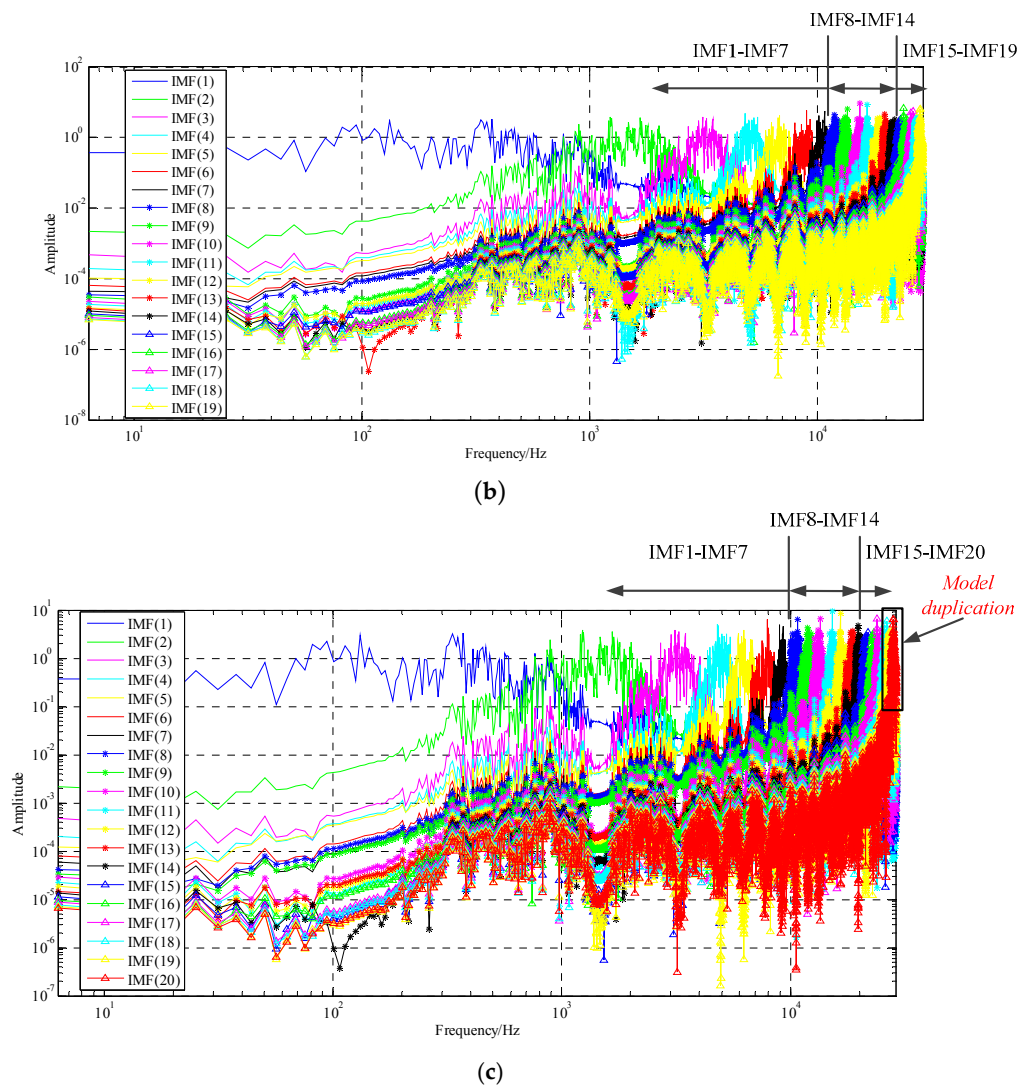 IMF8-IMF14
IMF1-IMF7
IMF15-IMF19
10^2
10^0
10^-2
10^-4
10^-6
10^-8
Amplitude
IMF(1)
IMF(2)
IMF(3)
IMF(4)
IMF(5)
IMF(6)
IMF(7)
IMF(8)
IMF(9)
IMF(10)
IMF(11)
IMF(12)
IMF(13)
IMF(14)
IMF(15)
IMF(16)
IMF(17)
IMF(18)
IMF(19)
10^1
10^2
10^3
10^4
Frequency/Hz
(b)
IMF8-IMF14
IMF1-IMF7
IMF15-IMF20
Model
duplication
10^1
10^0
10^-1
10^-2
10^-3
10^-4
10^-5
10^-6
10^-7
Amplitude
IMF(1)
IMF(2)
IMF(3)
IMF(4)
IMF(5)
IMF(6)
IMF(7)
IMF(8)
IMF(9)
IMF(10)
IMF(11)
IMF(12)
IMF(13)
IMF(14)
IMF(15)
IMF(16)
IMF(17)
IMF(18)
IMF(19)
IMF(20)
10^1
10^2
10^3
10^4
Frequency/Hz
(c)